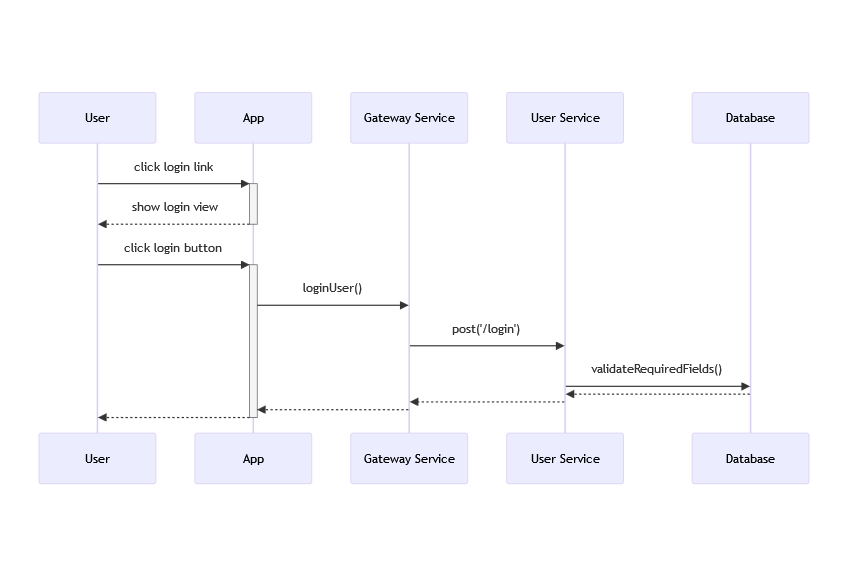 User
App
Gateway Service
User Service
Database
click login link
show login view
click login button
loginUser()
post('/login')
validateRequiredFields()
User
App
Gateway Service
User Service
Database